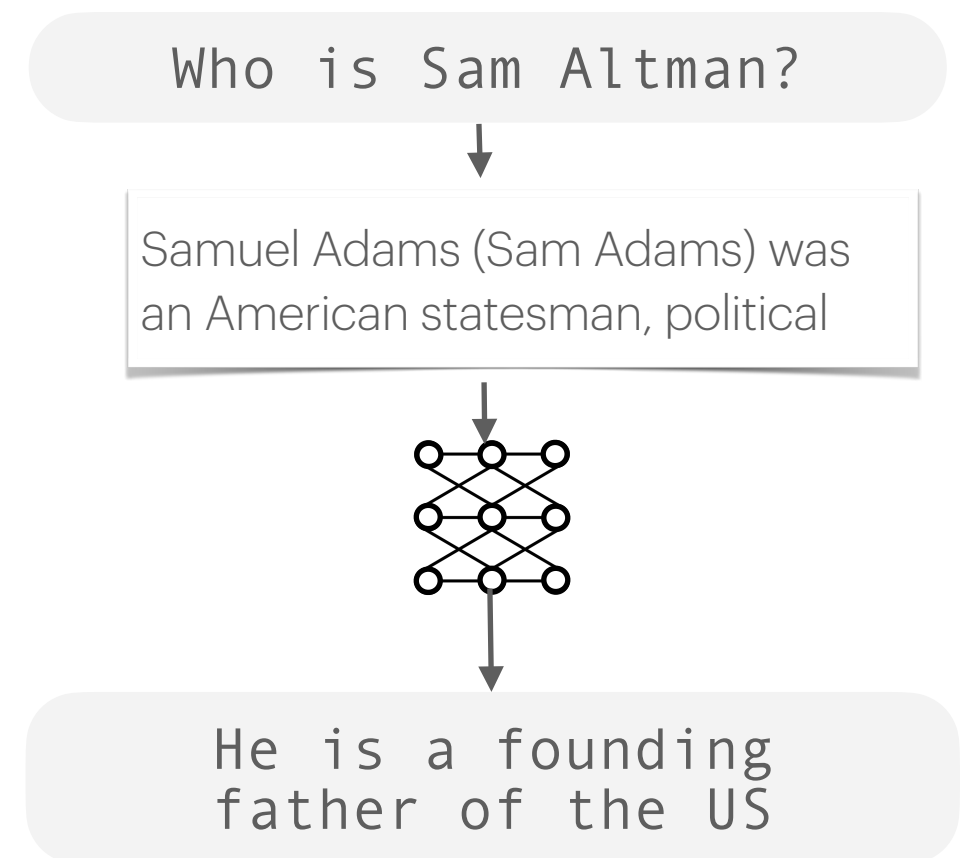 Who is Sam Altman?
Samuel Adams (Sam Adams) was
an American statesman, political
He is a founding
father of the US